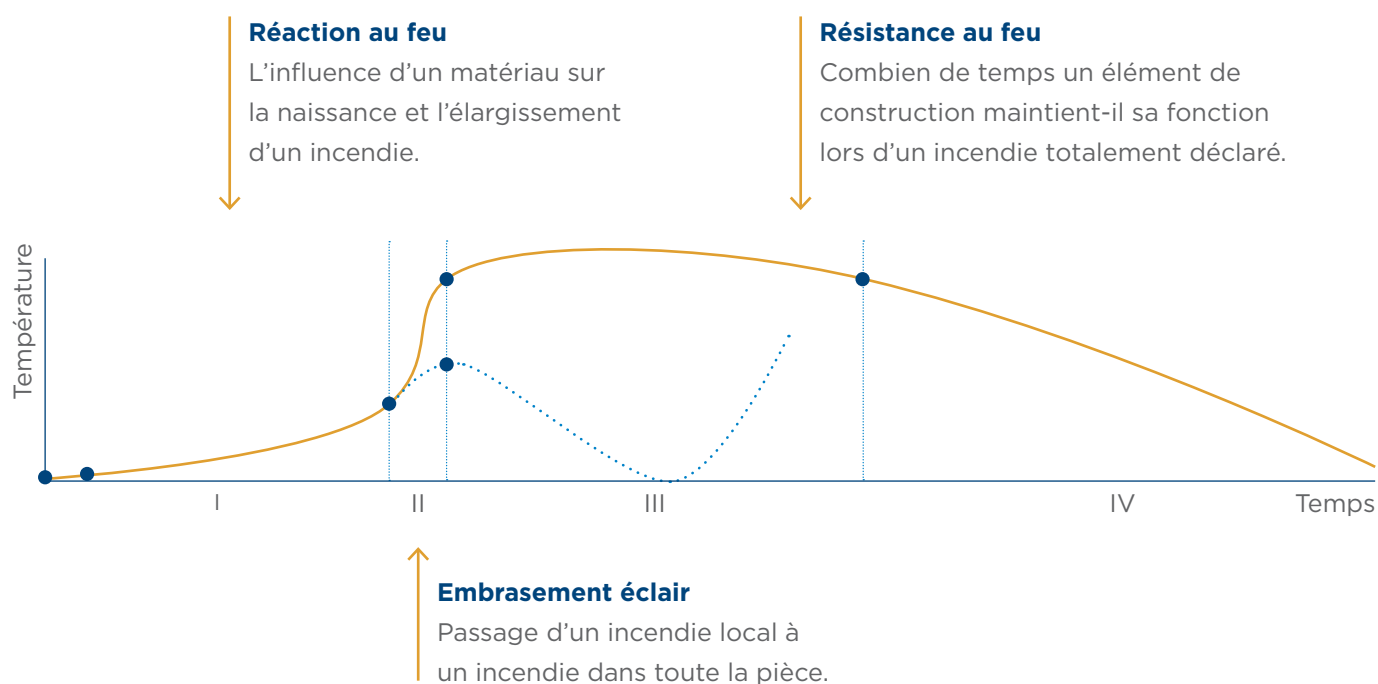 Réaction au feu
L’influence d’un matériau sur
la naissance et l’élargissement
d’un incendie.
Résistance au feu
Combien de temps un élément de
construction maintient-il sa fonction
lors d’un incendie totalement déclaré.
Température
I
II
III
IV
Temps
Embrasement éclair
Passage d’un incendie local à
un incendie dans toute la pièce.